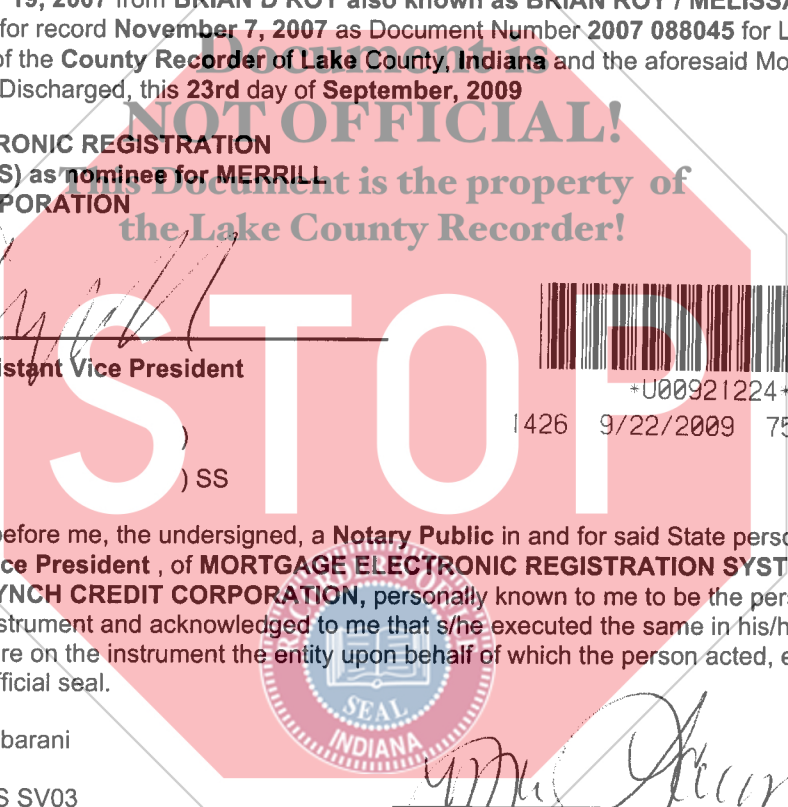 19, 2007 from BRIAN D ROY also known as BRIAN ROY / MELISSA
for record November 7, 2007 as Document Number 2007 088045 for L
of the County Recorder of Lake County, Indiana and the aforesaid Mo
Discharged, this 23rd day of September, 2009
Document is
NOT OFFICIAL!
This Document is the property of
the Lake County Recorder!
RONIC REGISTRATION
S) as nominee for MERRILL
PORATION
STOP
istant Vice President
*U00921224*
1426 9/22/2009 75
)
) SS
before me, the undersigned, a Notary Public in and for said State perso
ce President , of MORTGAGE ELECTRONIC REGISTRATION SYST
YNCH CREDIT CORPORATION, personally known to me to be the pers
strument and acknowledged to me that s/he executed the same in his/h
re on the instrument the entity upon behalf of which the person acted, e
fficial seal.
SEAL
INDIANA
barani
S SV03